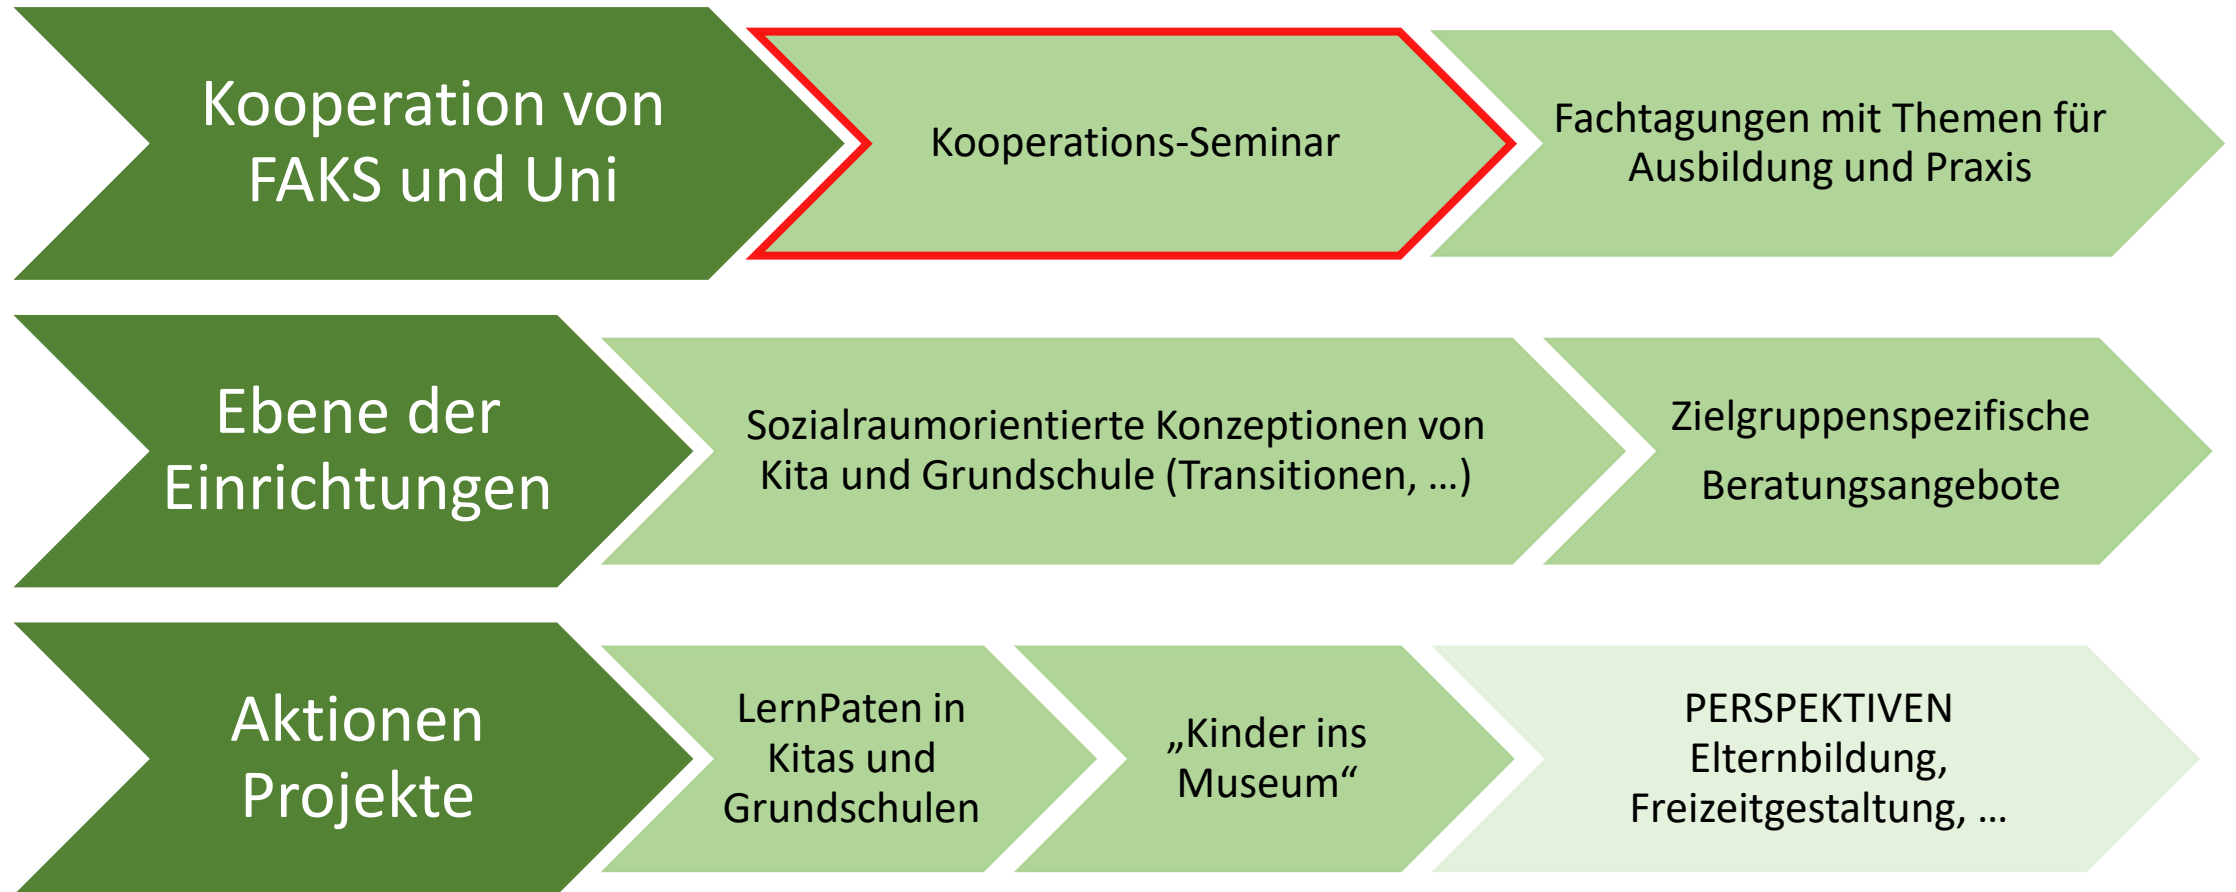 Kooperation von
FAKS und Uni
Kooperations-Seminar
Fachtagungen mit Themen für
Ausbildung und Praxis
Ebene der
Einrichtungen
Sozialraumorientierte Konzeptionen von
Kita und Grundschule (Transitionen, …)
Zielgruppenspezifische
Beratungsangebote
Aktionen
Projekte
LernPaten in
Kitas und
Grundschulen
„Kinder ins
Museum“
PERSPEKTIVEN
Elternbildung,
Freizeitgestaltung, …